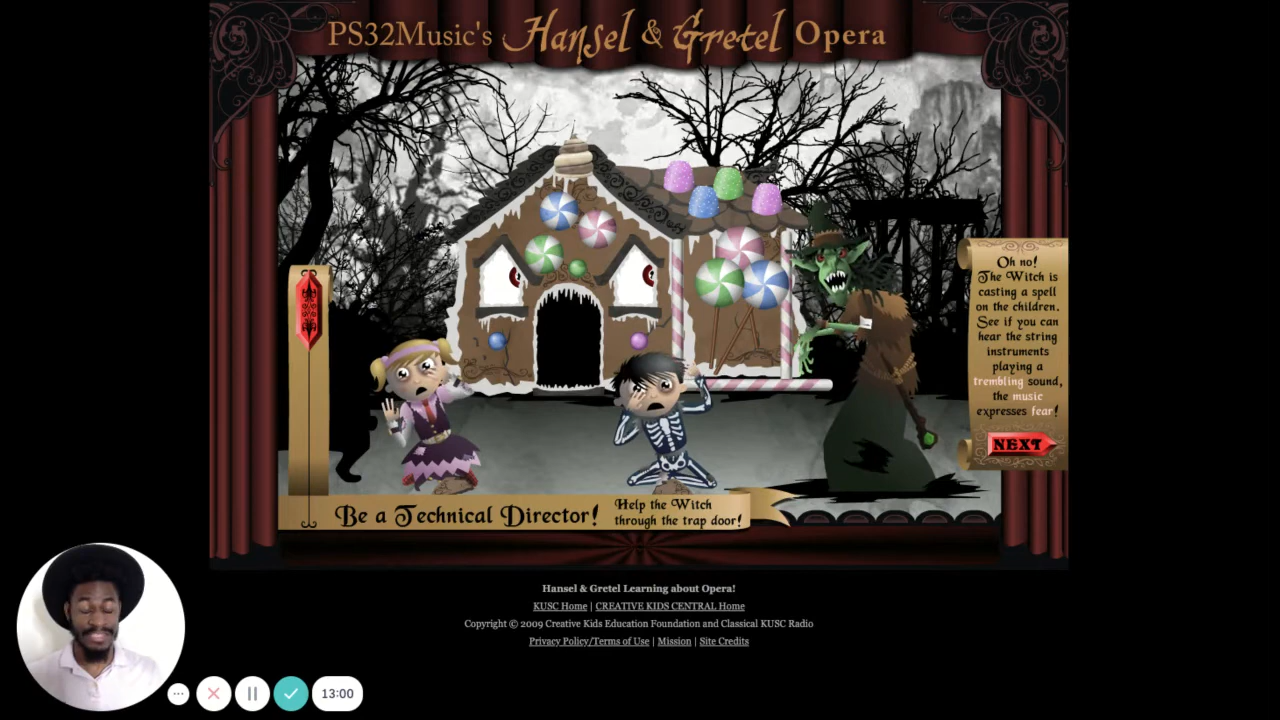 PS32Music's Hansel & Gretel Opera
Oh no!
The Witch is
casting a spell
on the children.
See if you can
hear the string
instruments
playing a
trembling sound,
the music
expresses fear!
NEXT
Be a Technical Director!
Help the Witch
through the trap door!
Hansel & Gretel Learning about Opera!
KUSC Home | CREATIVE KIDS CENTRAL Home
Copyright © 2009 Creative Kids Education Foundation and Classical KUSC Radio
Privacy Policy/Terms of Use | Mission | Site Credits
13:00